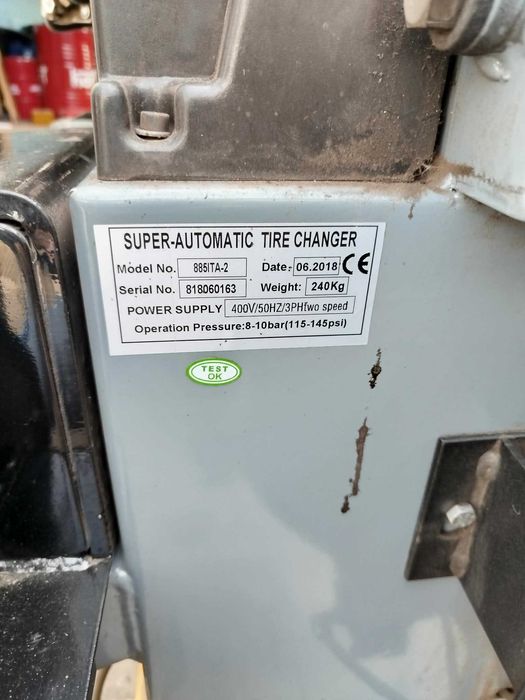 SUPER-AUTOMATIC TIRE CHANGER
Model No. 885ITA-2 Date: 06.2018 CE
Serial No. 818060163 Weight: 240Kg
POWER SUPPLY 400V/50HZ/3PHtwo speed
Operation Pressure:8-10bar(115-145psi)
TEST
OK